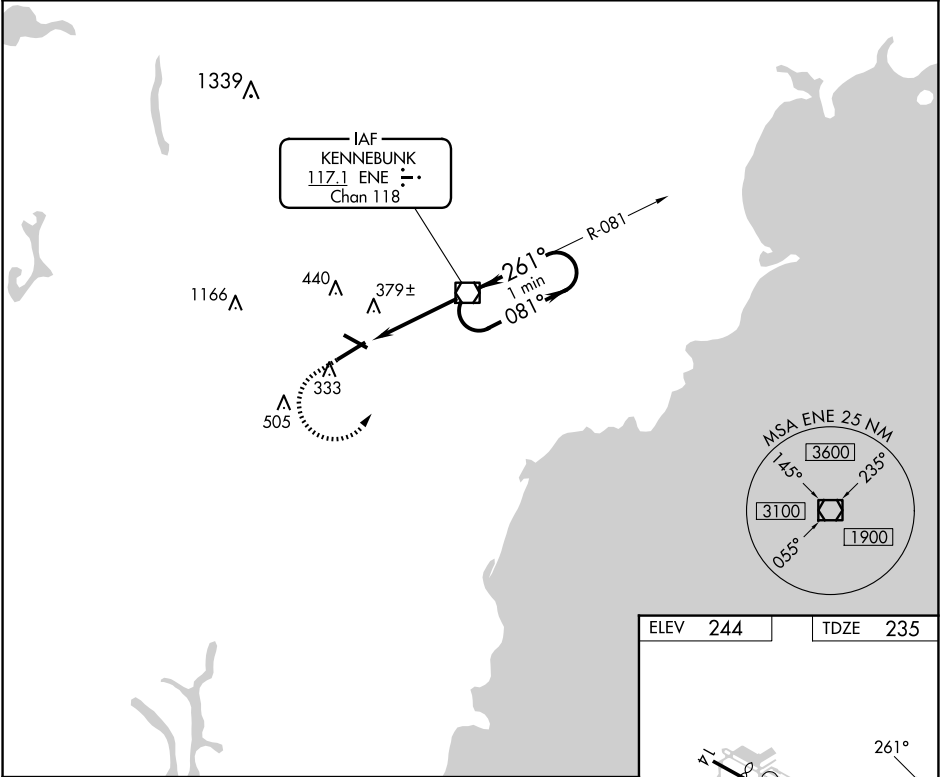 1339
IAF
KENNEBUNK
117.1 ENE
Chan 118
R-081
261°
1 min
081°
440
379±
1166
333
505
MSA ENE 25 NM
3600
145°
235°
3100
1900
055°
ELEV 244
TDZE 235
261°
14